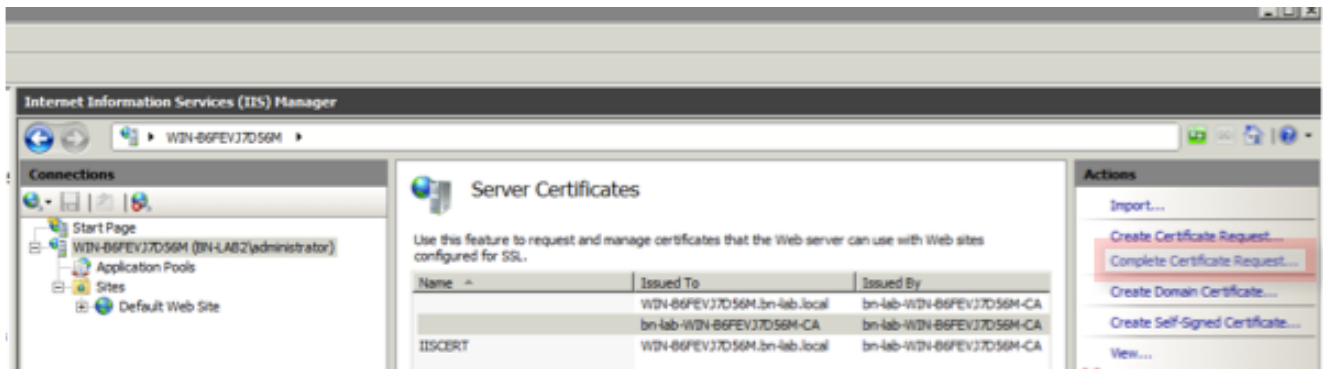 Internet Information Services (IIS) Manager
WIN-B6FEVJ7D56M
Connections
Start Page
WIN-B6FEVJ7D56M (BN-LAB2\administrator)
Application Pools
Sites
Default Web Site
Server Certificates
Use this feature to request and manage certificates that the Web server can use with Web sites
configured for SSL.
Name Issued To Issued By
WIN-B6FEVJ7D56M.bn-lab.local bn-lab-WIN-B6FEVJ7D56M-CA
bn-lab-WIN-B6FEVJ7D56M-CA bn-lab-WIN-B6FEVJ7D56M-CA
IISCERT WIN-B6FEVJ7D56M.bn-lab.local bn-lab-WIN-B6FEVJ7D56M-CA
Actions
Import...
Create Certificate Request...
Complete Certificate Request...
Create Domain Certificate...
Create Self-Signed Certificate...
View...